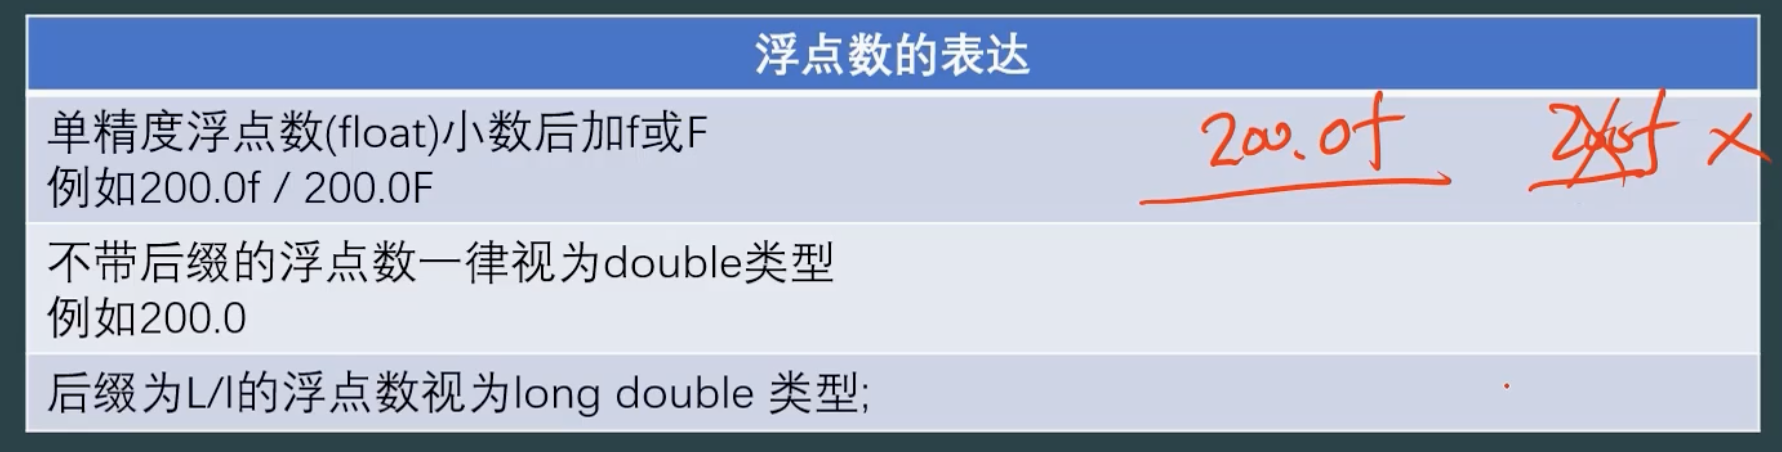 浮点数的表达
单精度浮点数(float)小数后加f或F
例如200.0f / 200.0F
200.0f
不带后缀的浮点数一律视为double类型
例如200.0
后缀为L/l的浮点数视为long double 类型;